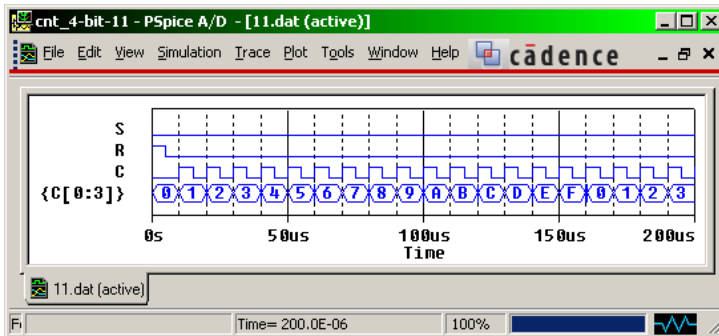 cnt_4-bit-11 - PSpice A/D - [11.dat (active)]
File Edit View Simulation Trace Plot Tools Window Help cādence
S
R
C
{C[0:3]} 0 1 2 3 4 5 6 7 8 9 A B C D E F 0 1 2 3
0s 50us 100us 150us 200us
Time
11.dat (active)
Time= 200.0E-06 100%